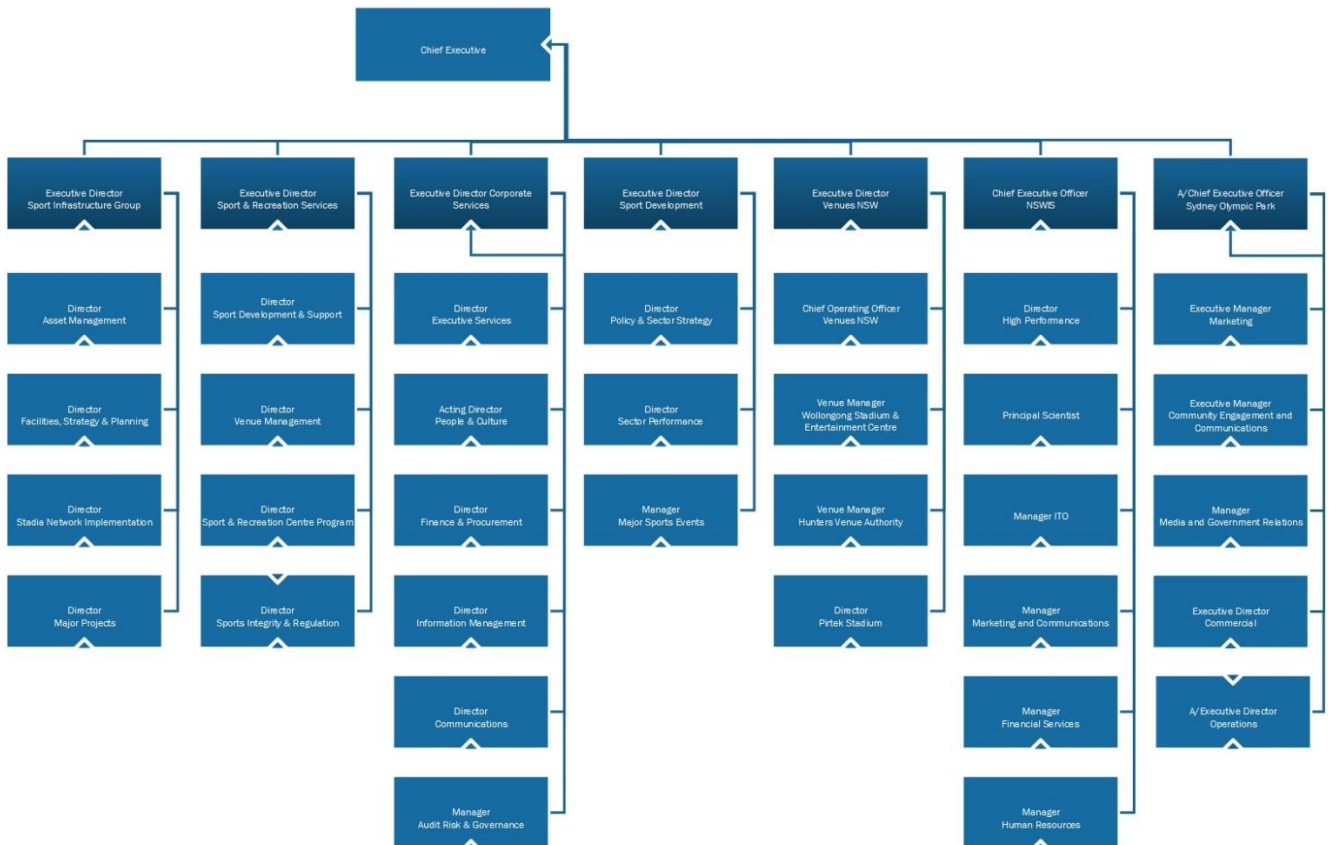 Chief Executive
Executive Director
Sport Infrastructure Group
Executive Director
Sport & Recreation Services
Executive Director Corporate
Services
Executive Director
Sport Development
Executive Director
Venues NSW
Chief Executive Officer
NSWIS
A/Chief Executive Officer
Sydney Olympic Park
Director
Asset Management
Director
Sport Development & Support
Director
Executive Services
Director
Policy & Sector Strategy
Chief Operating Officer
Venues NSW
Director
High Performance
Executive Manager
Marketing
Director
Facilities, Strategy & Planning
Director
Venue Management
Acting Director
People & Culture
Director
Sector Performance
Venue Manager
Wollongong Stadium &
Entertainment Centre
Principal Scientist
Executive Manager
Community Engagement and
Communications
Director
Stadia Network Implementation
Director
Sport & Recreation Centre Program
Director
Finance & Procurement
Manager
Major Sports Events
Venue Manager
Hunters Venue Authority
Manager ITO
Manager
Media and Government Relations
Director
Major Projects
Director
Sports Integrity & Regulation
Director
Information Management
Director
Pirtek Stadium
Manager
Marketing and Communications
Executive Director
Commercial
Director
Communications
Manager
Financial Services
A/Executive Director
Operations
Manager
Audit Risk & Governance
Manager
Human Resources